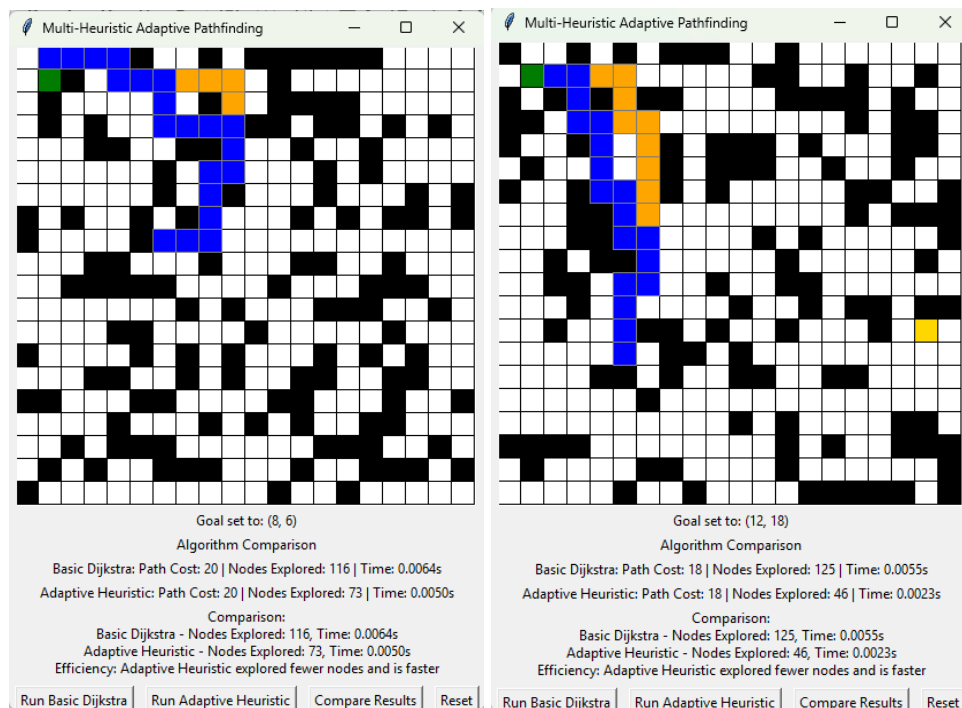 Multi-Heuristic Adaptive Pathfinding
Goal set to: (8, 6)
Algorithm Comparison
Basic Dijkstra: Path Cost: 20 | Nodes Explored: 116 | Time: 0.0064s
Adaptive Heuristic: Path Cost: 20 | Nodes Explored: 73 | Time: 0.0050s
Comparison:
Basic Dijkstra - Nodes Explored: 116, Time: 0.0064s
Adaptive Heuristic - Nodes Explored: 73, Time: 0.0050s
Efficiency: Adaptive Heuristic explored fewer nodes and is faster
Run Basic Dijkstra Run Adaptive Heuristic Compare Results Reset
Multi-Heuristic Adaptive Pathfinding
Goal set to: (12, 18)
Algorithm Comparison
Basic Dijkstra: Path Cost: 18 | Nodes Explored: 125 | Time: 0.0055s
Adaptive Heuristic: Path Cost: 18 | Nodes Explored: 46 | Time: 0.0023s
Comparison:
Basic Dijkstra - Nodes Explored: 125, Time: 0.0055s
Adaptive Heuristic - Nodes Explored: 46, Time: 0.0023s
Efficiency: Adaptive Heuristic explored fewer nodes and is faster
Run Basic Dijkstra Run Adaptive Heuristic Compare Results Reset